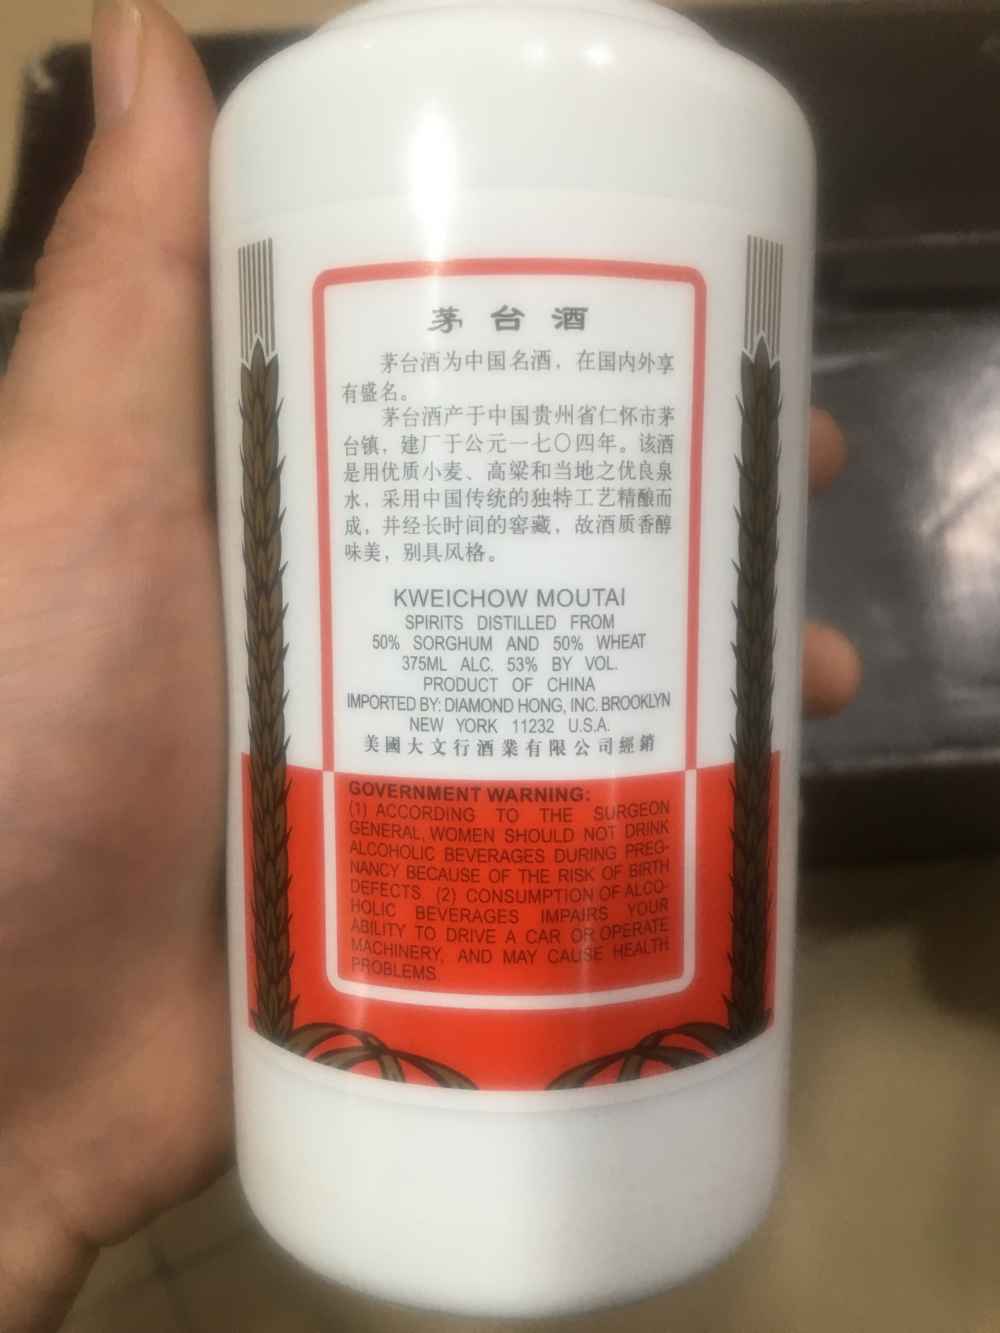 茅台酒
茅台酒为中国名酒，在国内外享
有盛名。
茅台酒产于中国贵州省仁怀市茅
台镇，建厂于公元一七〇四年。该酒
是用优质小麦、高粱和当地之优良泉
水，采用中国传统的独特工艺精酿而
成，并经长时间的窖藏，故酒质香醇
味美，别具风格。
KWEICHOW MOUTAI
SPIRITS DISTILLED FROM
50% SORGHUM AND 50% WHEAT
375ML ALC. 53% BY VOL.
PRODUCT OF CHINA
IMPORTED BY: DIAMOND HONG, INC. BROOKLYN
NEW YORK 11232 U.S.A.
美國大文行酒業有限公司經銷
GOVERNMENT WARNING:
(1) ACCORDING TO THE SURGEON
GENERAL, WOMEN SHOULD NOT DRINK
ALCOHOLIC BEVERAGES DURING PREG-
NANCY BECAUSE OF THE RISK OF BIRTH
DEFECTS. (2) CONSUMPTION OF ALCO-
HOLIC BEVERAGES IMPAIRS YOUR
ABILITY TO DRIVE A CAR OR OPERATE
MACHINERY, AND MAY CAUSE HEALTH
PROBLEMS.